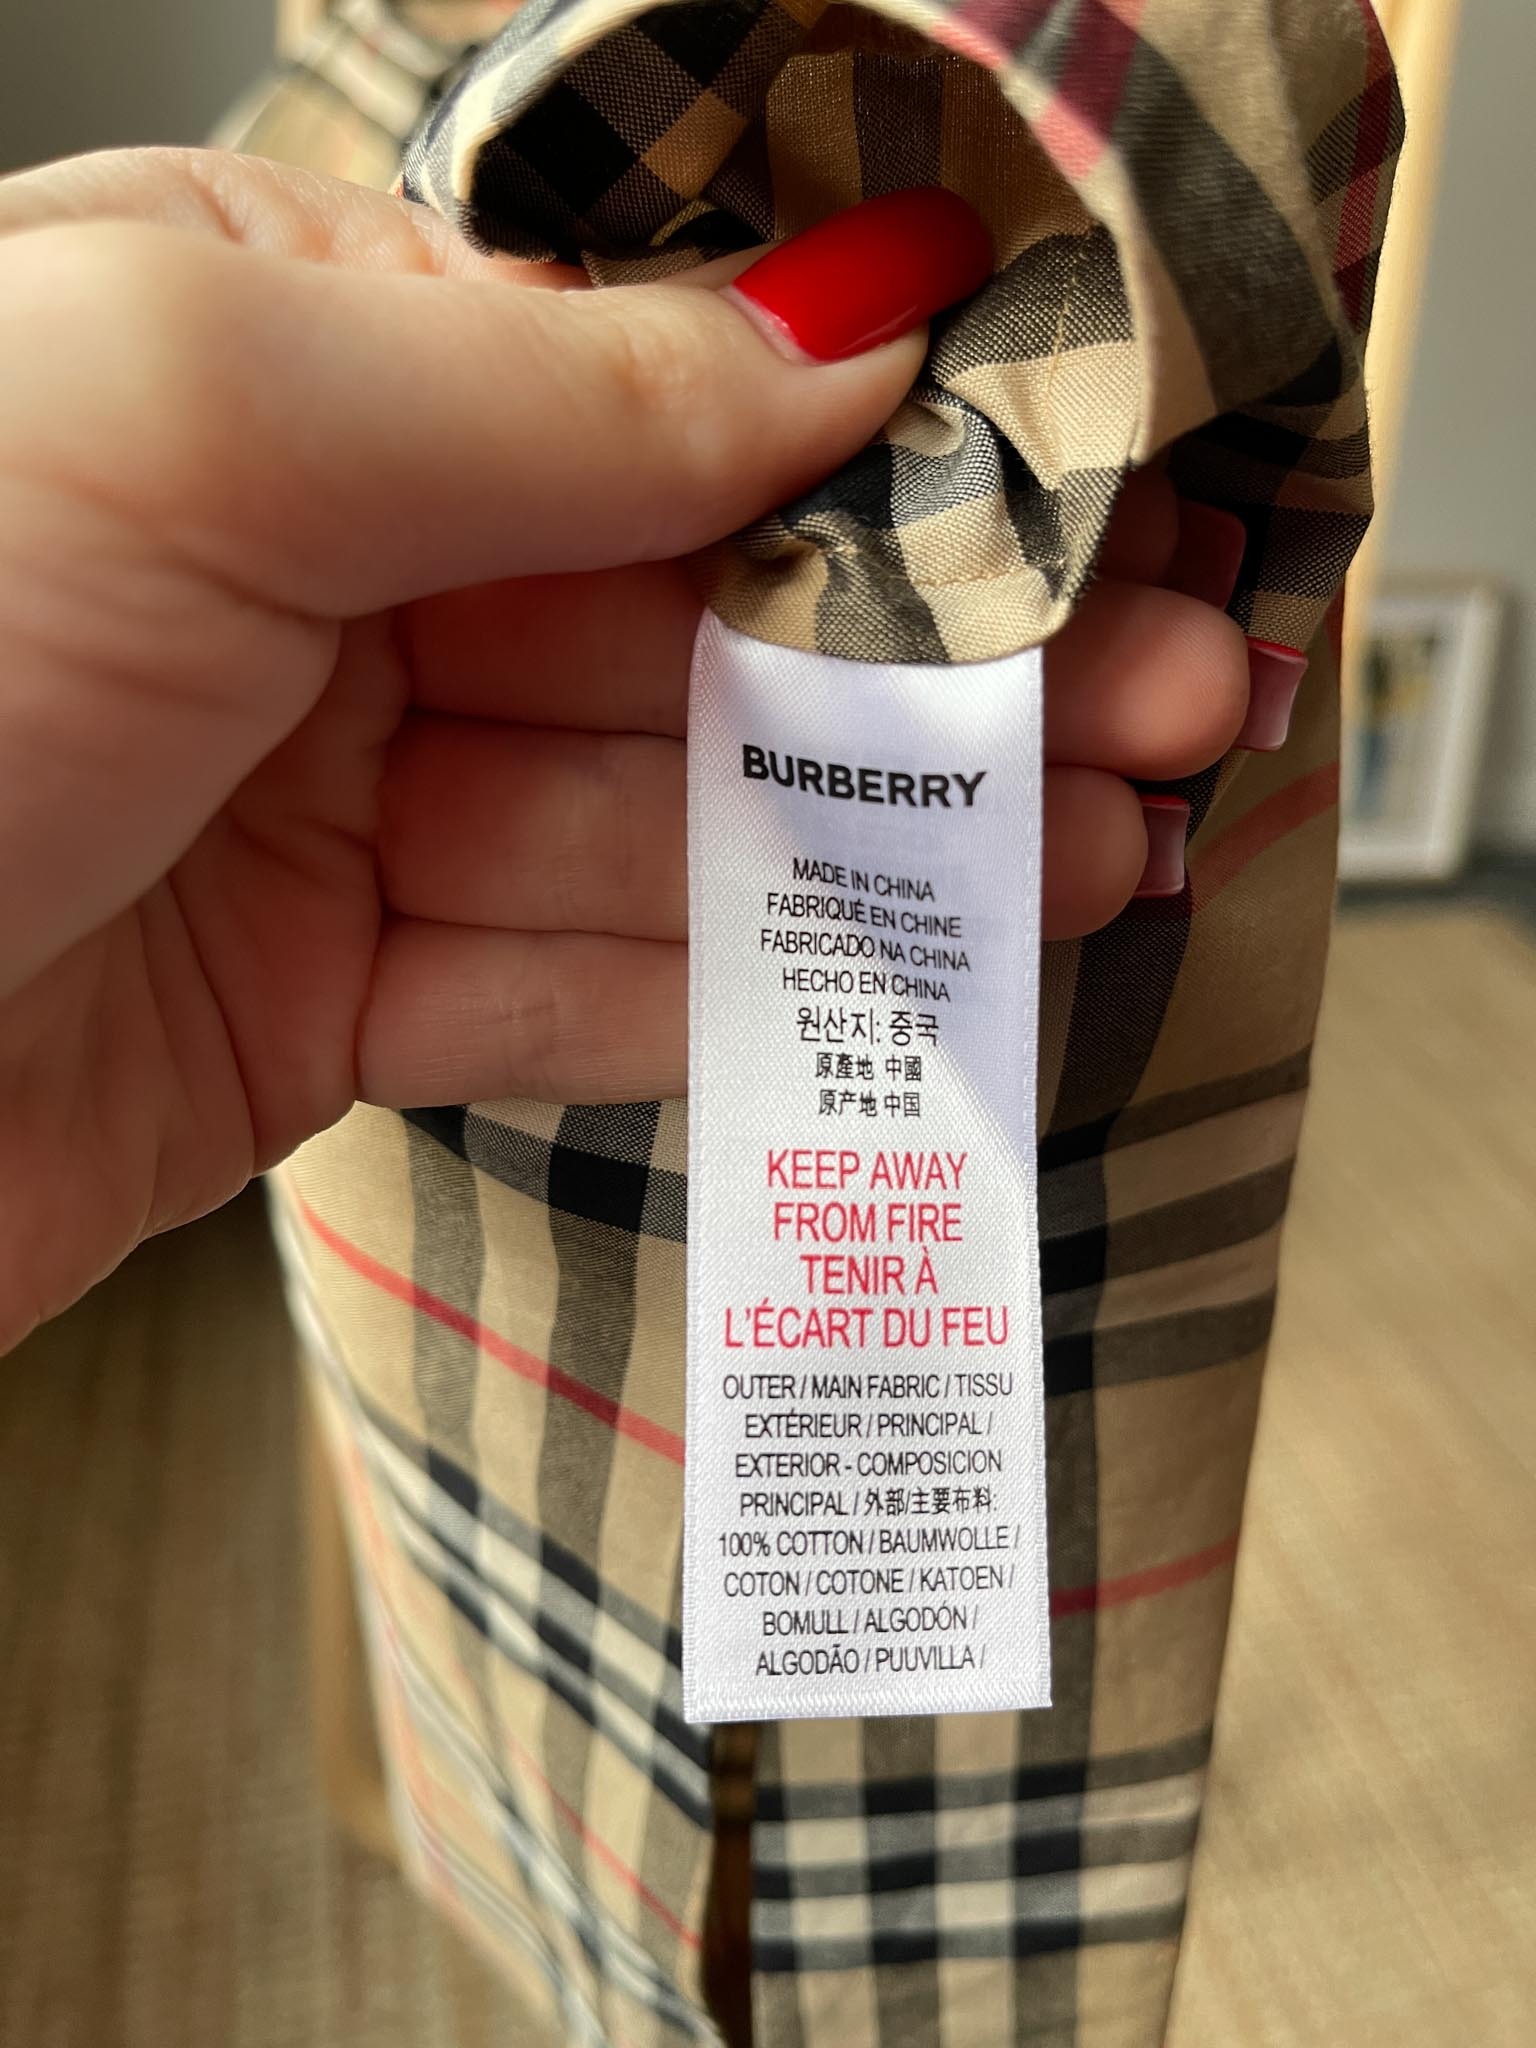 BURBERRY
MADE IN CHINA
FABRIQUÉ EN CHINE
FABRICADO NA CHINA
HECHO EN CHINA
원산지: 중국
原產地 中國
原产地 中国
KEEP AWAY
FROM FIRE
TENIR À
L'ÉCART DU FEU
OUTER / MAIN FABRIC / TISSU
EXTÉRIEUR / PRINCIPAL /
EXTERIOR - COMPOSICION
PRINCIPAL / 外部/主要布料:
100% COTTON / BAUMWOLLE /
COTON / COTONE / KATOEN /
BOMULL / ALGODÓN /
ALGODÃO / PUUVILLA /